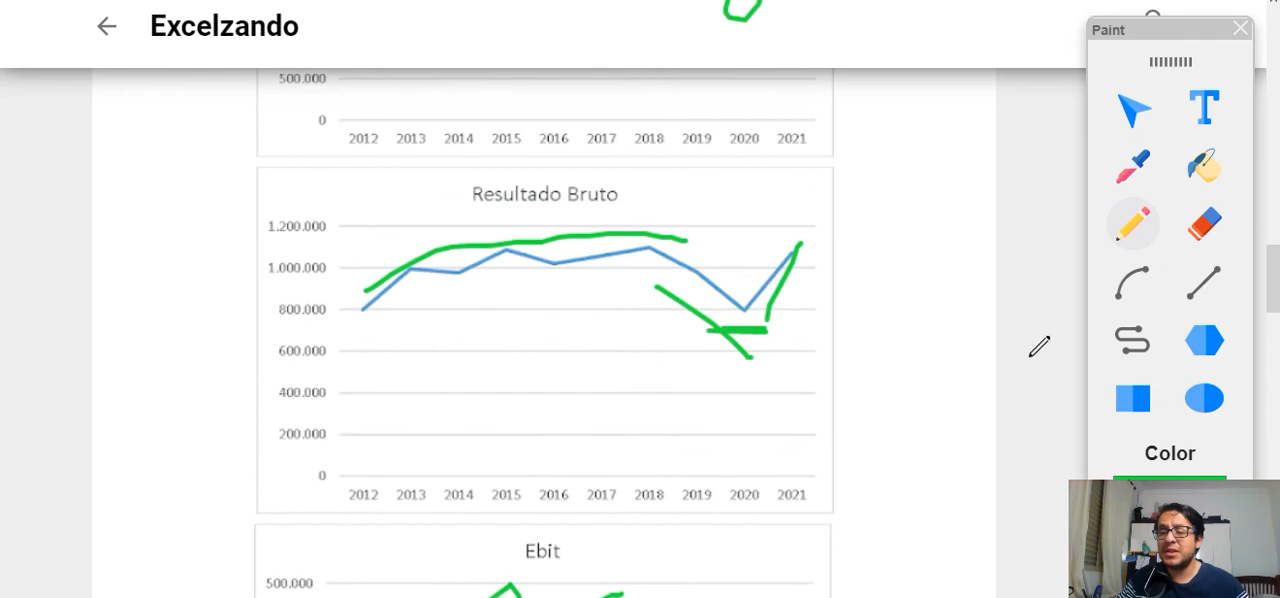 Excelzando
Paint
500.000
0
2012 2013 2014 2015 2016 2017 2018 2019 2020 2021
Resultado Bruto
1.200.000
1.000.000
800.000
600.000
400.000
200.000
0
2012 2013 2014 2015 2016 2017 2018 2019 2020 2021
Color
Ebit
500.000